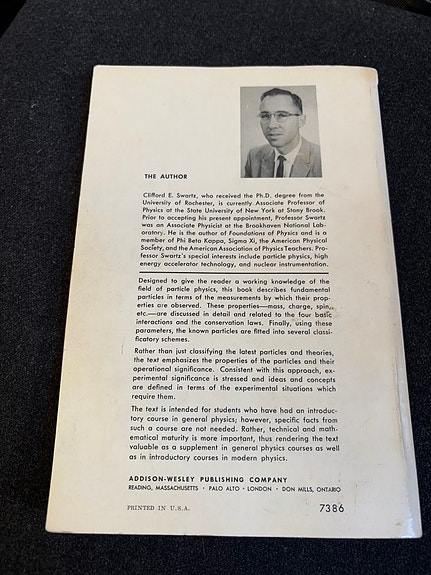 THE AUTHOR
Clifford E. Swartz, who received the Ph.D. degree from the
University of Rochester, is currently Associate Professor of
Physics at the State University of New York at Stony Brook.
Prior to accepting his present appointment, Professor Swartz
was an Associate Physicist at the Brookhaven National Lab-
oratory. He is the author of Foundations of Physics and is a
member of Phi Beta Kappa, Sigma Xi, the American Physical
Society, and the American Association of Physics Teachers. Pro-
fessor Swartz's special interests include particle physics, high
energy accelerator technology, and nuclear instrumentation.
Designed to give the reader a working knowledge of the
field of particle physics, this book describes fundamental
particles in terms of the measurements by which their prop-
erties are observed. These properties—mass, charge, spin,
etc.—are discussed in detail and related to the four basic
interactions and the conservation laws. Finally, using these
parameters, the known particles are fitted into several classi-
ficatory schemes.
Rather than just classifying the latest particles and theories,
the text emphasizes the properties of the particles and their
operational significance. Consistent with this approach, ex-
perimental significance is stressed and ideas and concepts
are defined in terms of the experimental situations which
require them.
The text is intended for students who have had an introduc-
tory course in general physics; however, specific facts from
such a course are not needed. Rather, technical and math-
ematical maturity is more important, thus rendering the text
valuable as a supplement in general physics courses as well
as in introductory courses in modern physics.
ADDISON-WESLEY PUBLISHING COMPANY
READING, MASSACHUSETTS · PALO ALTO · LONDON · DON MILLS, ONTARIO
PRINTED IN U.S.A. 7386